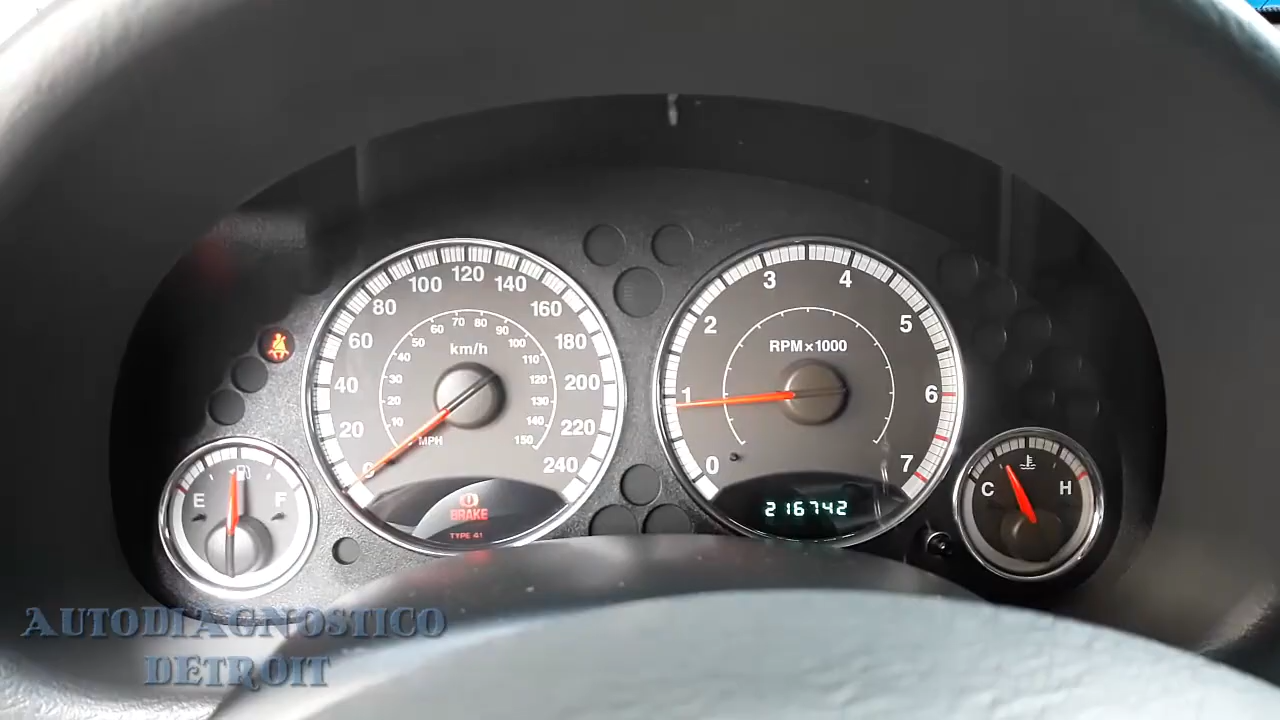 120
100 140
80 160
60 180
40 200
20 220
0 240
km/h
70 80
60 90
50 100
40 110
30 120
20 130
10 140
150
MPH
BRAKE
TYPE 41
3 4
2 5
1 6
0 7
RPM×1000
216742
E F
C H
AUTODIAGNOSTICO
DETROIT